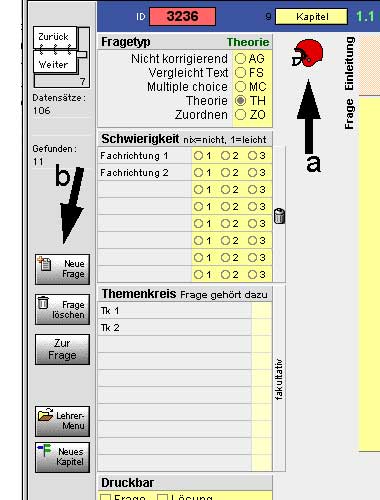 ID 3236 9 Kapitel 1.1
Zurück
Weiter
7
Datensätze:
106
Gefunden:
11
b
Neue
Frage
Frage
löschen
Zur
Frage
Lehrer-
Menu
Neues
Kapitel
Fragetyp Theorie
Nicht korrigierend AG
Vergleicht Text FS
Multiple choice MC
Theorie TH
Zuordnen ZO
Schwierigkeit nix=nicht, 1=leicht
Fachrichtung 1 1 2 3
Fachrichtung 2 1 2 3
1 2 3
1 2 3
1 2 3
1 2 3
1 2 3
1 2 3
Themenkreis Frage gehört dazu
Tk 1
Tk 2
fakultativ
Druckbar
Frage Lösung
a
Frage Einleitung